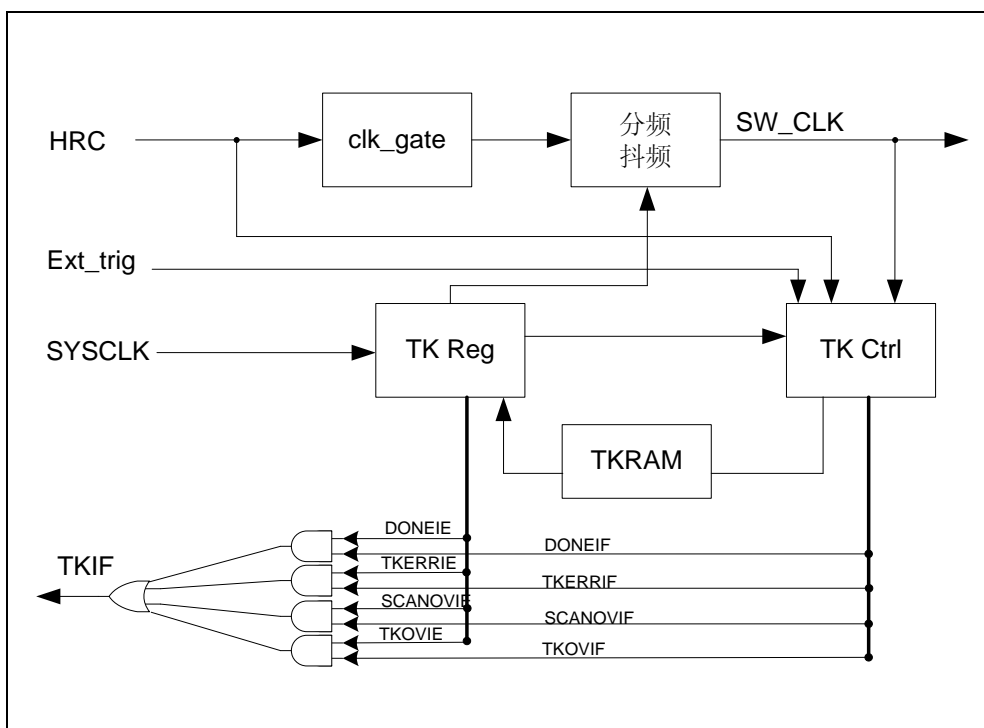 HRC
clk_gate
分频
抖频
SW_CLK
Ext_trig
SYSCLK
TK Reg
TK Ctrl
TKRAM
DONEIE
DONEIF
TKIF
TKERRIE
TKERRIF
SCANOVIE
SCANOVIF
TKOVIE
TKOVIF